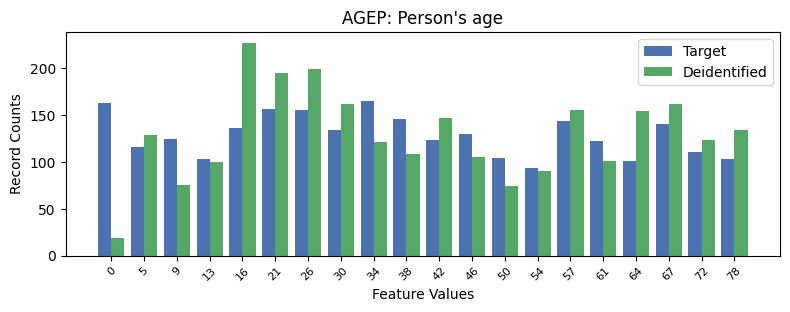 AGEP: Person's age
Target
Deidentified
Record Counts
200
150
100
50
0
0 5 9 13 16 21 26 30 34 38 42 46 50 54 57 61 64 67 72 78
Feature Values